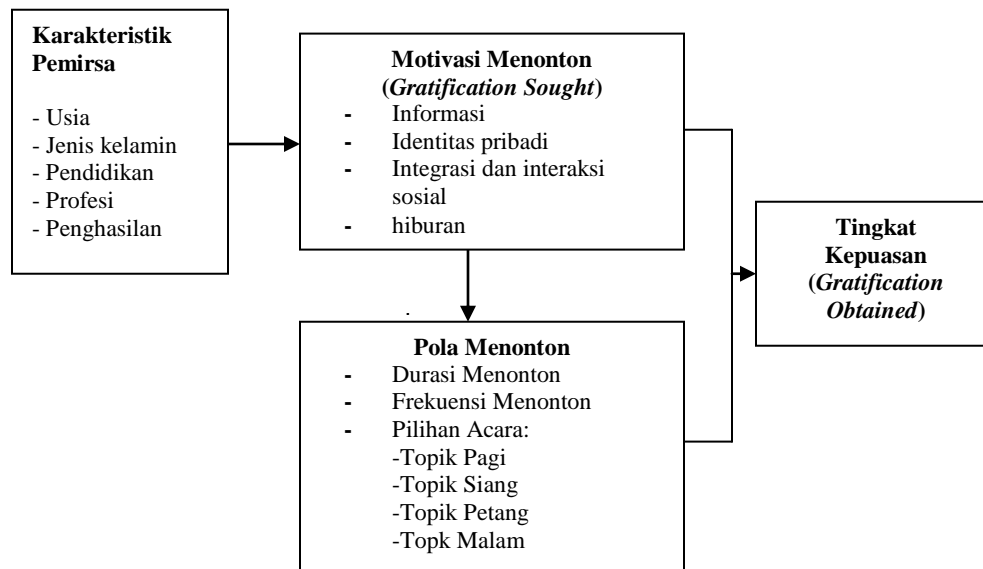 Karakteristik
Pemirsa
- Usia
- Jenis kelamin
- Pendidikan
- Profesi
- Penghasilan
Motivasi Menonton
(Gratification Sought)
- Informasi
- Identitas pribadi
- Integrasi dan interaksi
sosial
- hiburan
.
Pola Menonton
- Durasi Menonton
- Frekuensi Menonton
- Pilihan Acara:
-Topik Pagi
-Topik Siang
-Topik Petang
-Topk Malam
Tingkat
Kepuasan
(Gratification
Obtained)